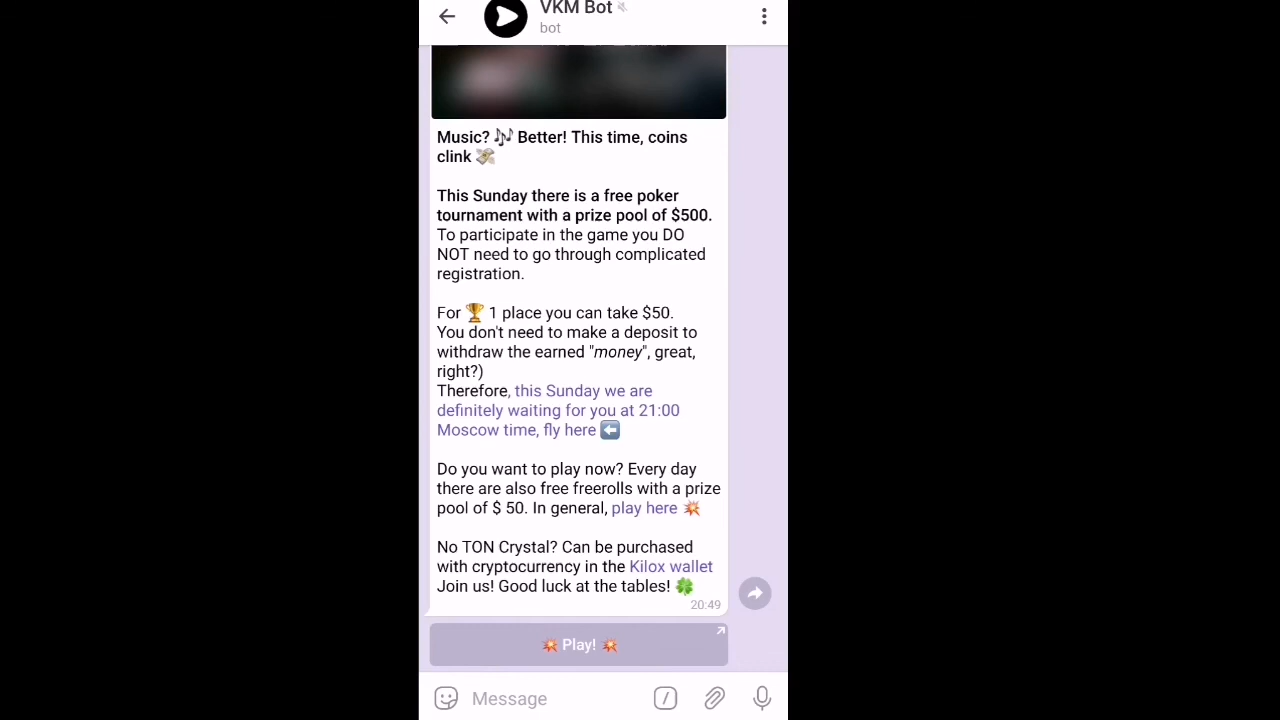 VKM Bot
bot
Music? 🎶 Better! This time, coins
clink 💸
This Sunday there is a free poker
tournament with a prize pool of $500.
To participate in the game you DO
NOT need to go through complicated
registration.
For 🏆 1 place you can take $50.
You don't need to make a deposit to
withdraw the earned "money", great,
right?)
Therefore, this Sunday we are
definitely waiting for you at 21:00
Moscow time, fly here ⬅️
Do you want to play now? Every day
there are also free freerolls with a prize
pool of $ 50. In general, play here 💥
No TON Crystal? Can be purchased
with cryptocurrency in the Kilox wallet
Join us! Good luck at the tables! 🍀
20:49
💥 Play! 💥
Message